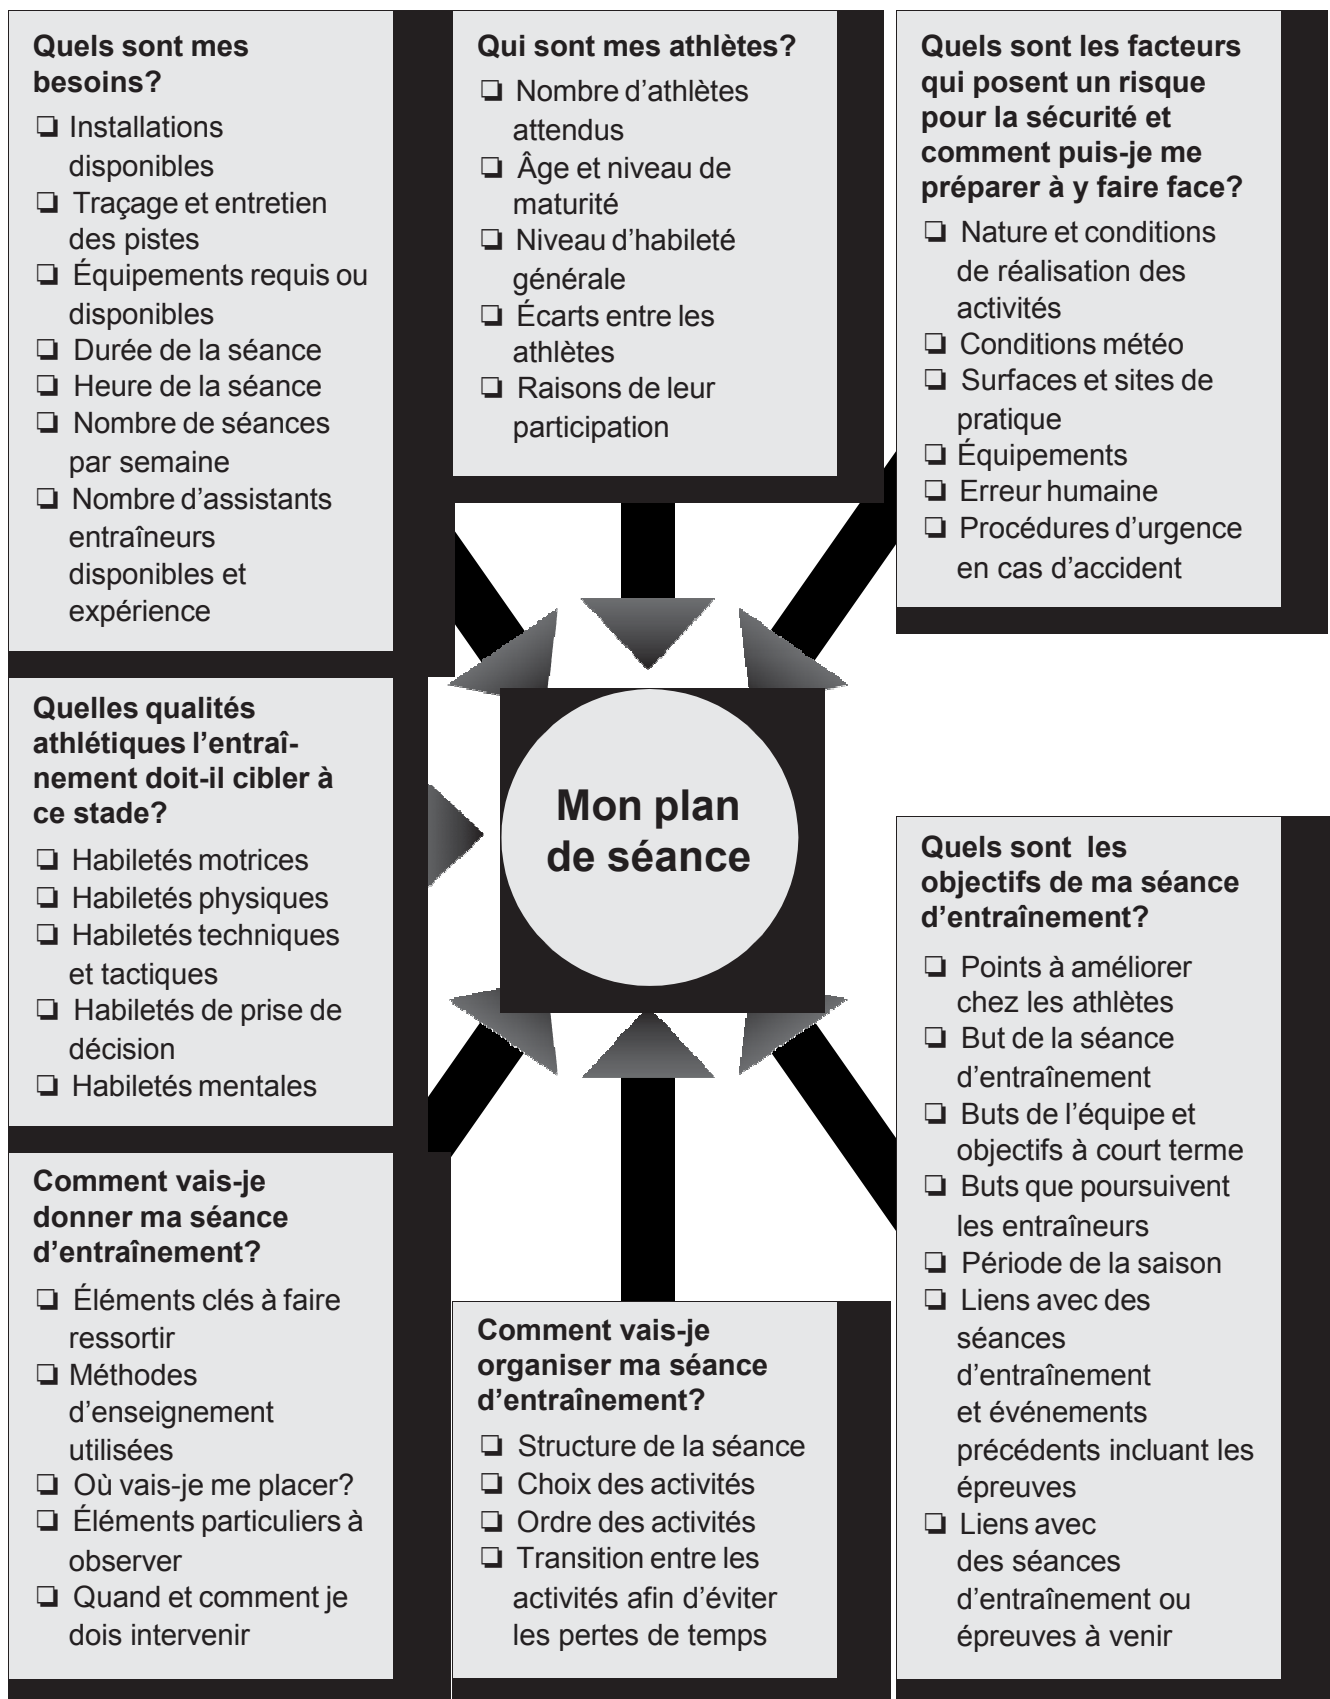 Quels sont mes
besoins?
❏ Installations
disponibles
❏ Traçage et entretien
des pistes
❏ Équipements requis ou
disponibles
❏ Durée de la séance
❏ Heure de la séance
❏ Nombre de séances
par semaine
❏ Nombre d’assistants
entraîneurs
disponibles et
expérience
Qui sont mes athlètes?
❏ Nombre d’athlètes
attendus
❏ Âge et niveau de
maturité
❏ Niveau d’habileté
générale
❏ Écarts entre les
athlètes
❏ Raisons de leur
participation
Quels sont les facteurs
qui posent un risque
pour la sécurité et
comment puis-je me
préparer à y faire face?
❏ Nature et conditions
de réalisation des
activités
❏ Conditions météo
❏ Surfaces et sites de
pratique
❏ Équipements
❏ Erreur humaine
❏ Procédures d’urgence
en cas d’accident
Quelles qualités
athlétiques l’entraî-
nement doit-il cibler à
ce stade?
❏ Habiletés motrices
❏ Habiletés physiques
❏ Habiletés techniques
et tactiques
❏ Habiletés de prise de
décision
❏ Habiletés mentales
Mon plan
de séance
Quels sont les
objectifs de ma séance
d’entraînement?
❏ Points à améliorer
chez les athlètes
❏ But de la séance
d’entraînement
❏ Buts de l’équipe et
objectifs à court terme
❏ Buts que poursuivent
les entraîneurs
❏ Période de la saison
❏ Liens avec des
séances
d’entraînement
et événements
précédents incluant les
épreuves
❏ Liens avec
des séances
d’entraînement ou
épreuves à venir
Comment vais-je
donner ma séance
d’entraînement?
❏ Éléments clés à faire
ressortir
❏ Méthodes
d’enseignement
utilisées
❏ Où vais-je me placer?
❏ Éléments particuliers à
observer
❏ Quand et comment je
dois intervenir
Comment vais-je
organiser ma séance
d’entraînement?
❏ Structure de la séance
❏ Choix des activités
❏ Ordre des activités
❏ Transition entre les
activités afin d’éviter
les pertes de temps